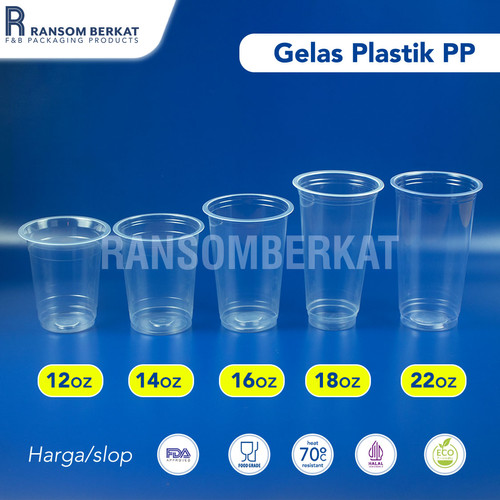 RANSOM BERKAT
F&B PACKAGING PRODUCTS
Gelas Plastik PP
RANSOMBERKAT
12oz
14oz
16oz
18oz
22oz
Harga/slop
FDA
APPROVED
FOOD GRADE
heat
70°C
resistant
HALAL
ECO